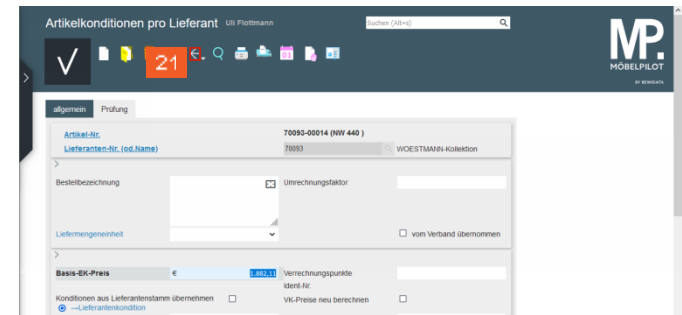 Artikelkonditionen pro Lieferant Uli Flottmann
Suchen (Alt+s)
21
MP.
MÖBELPILOT
BY BEMIDATA
allgemein Prüfung
Artikel-Nr. 70093-00014 (NW 440 )
Lieferanten-Nr. (od.Name) 70093 WOESTMANN-Kollektion
Bestellbezeichnung Umrechnungsfaktor
Liefermengeneinheit vom Verband übernommen
Basis-EK-Preis € 1.882,11 Verrechnungspunkte
Ident-Nr.
Konditionen aus Lieferantenstamm übernehmen VK-Preise neu berechnen
→Lieferantenkondition